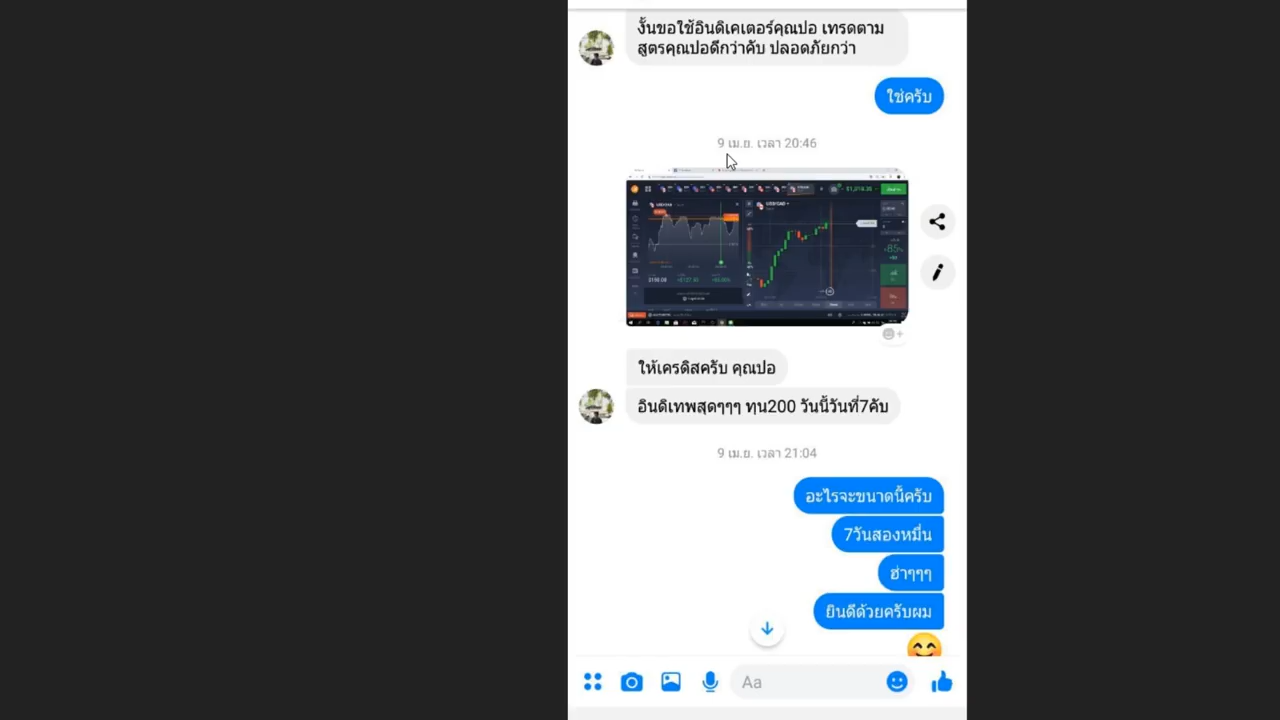 งั้นขอใช้อินดิเคเตอร์คุณปอ เทรดตาม
สูตรคุณปอดีกว่าคับ ปลอดภัยกว่า
ใช่ครับ
9 เม.ย. เวลา 20:46
ให้เครดิสครับ คุณปอ
อินดิเทพสุดๆๆๆ ทุน200 วันนี้วันที่7คับ
9 เม.ย. เวลา 21:04
อะไรจะขนาดนี้ครับ
7วันสองหมื่น
ฮ่าๆๆๆ
ยินดีด้วยครับผม
Aa